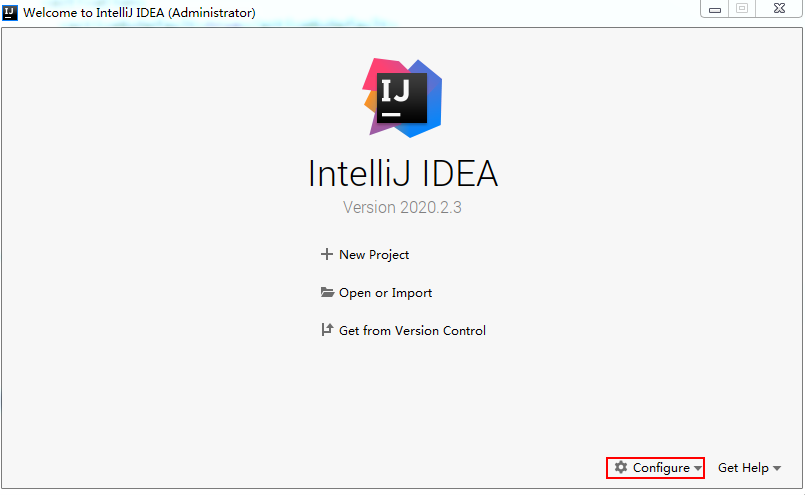 Welcome to IntelliJ IDEA (Administrator)
IJ
IntelliJ IDEA
Version 2020.2.3
New Project
Open or Import
Get from Version Control
Configure
Get Help